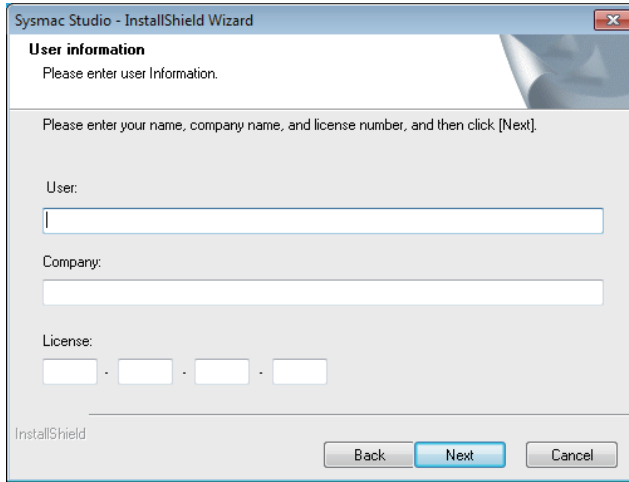 Sysmac Studio - InstallShield Wizard
User information
Please enter user Information.
Please enter your name, company name, and license number, and then click [Next].
User:
Company:
License:
- - -
InstallShield
Back Next Cancel